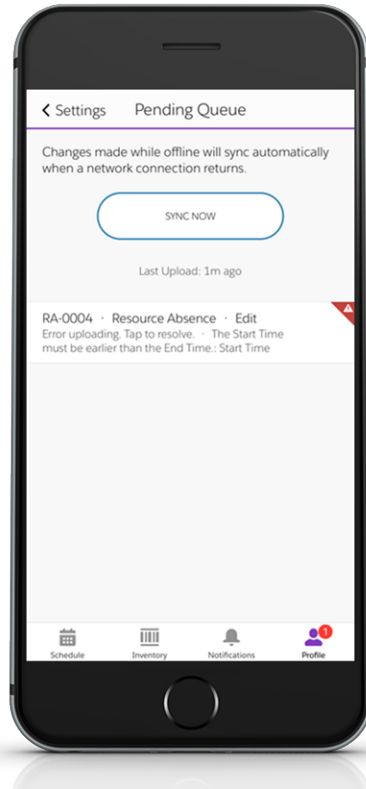 Settings Pending Queue
Changes made while offline will sync automatically
when a network connection returns.
SYNC NOW
Last Upload: 1m ago
RA-0004 · Resource Absence · Edit
Error uploading. Tap to resolve. · The Start Time
must be earlier than the End Time.: Start Time
1
Schedule Inventory Notifications Profile